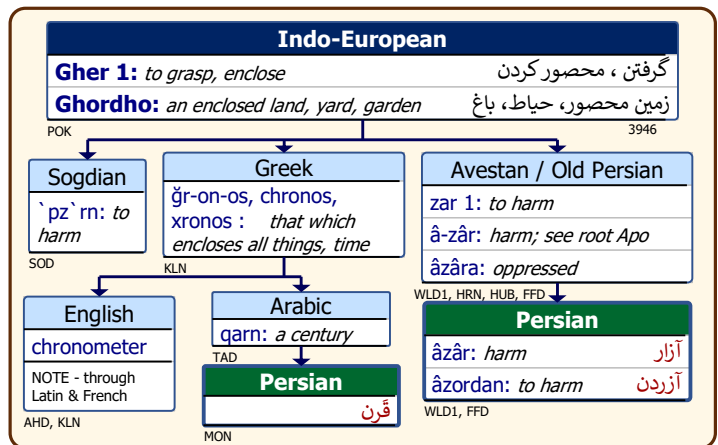 Indo-European
Gher 1: to grasp, enclose گرفتن ، محصور کردن
Ghordho: an enclosed land, yard, garden زمین محصور، حیاط، باغ
POK 3946
Sogdian
`pz`rn: to
harm
SOD
Greek
ğr-on-os, chronos,
xronos : that which
encloses all things, time
KLN
Avestan / Old Persian
zar 1: to harm
â-zâr: harm; see root Apo
âzâra: oppressed
WLD1, HRN, HUB, FFD
English
chronometer
NOTE - through
Latin & French
AHD, KLN
Arabic
qarn: a century
TAD
Persian
قَرن
MON
Persian
âzâr: harm آزار
âzordan: to harm آزردن
WLD1, FFD